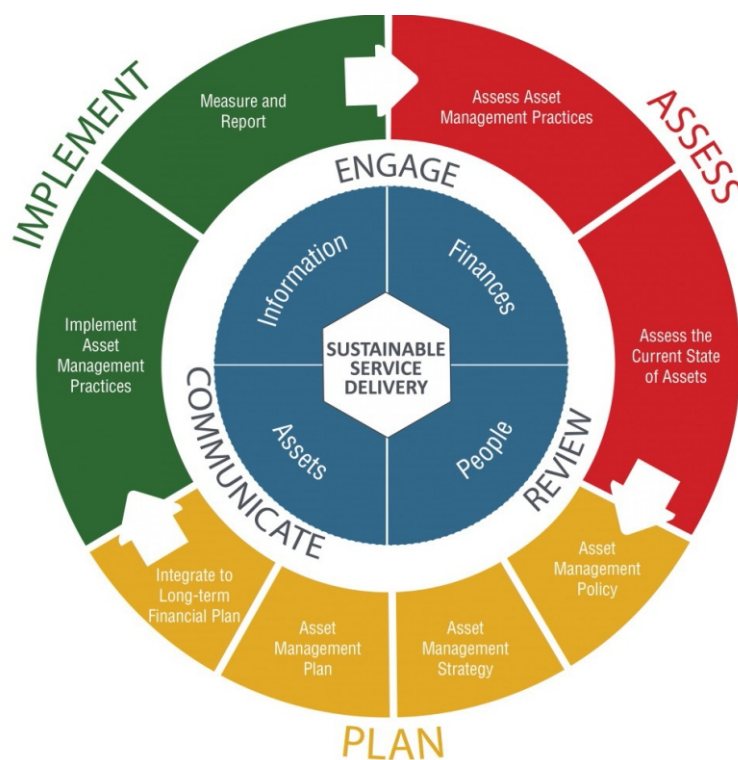 IMPLEMENT
Measure and
Report
Assess Asset
Management Practices
ASSESS
ENGAGE
Information
Finances
Implement
Asset
Management
Practices
SUSTAINABLE
SERVICE
DELIVERY
Assess the
Current State
of Assets
COMMUNICATE
Assets
People
REVIEW
Integrate to
Long-term
Financial Plan
Asset
Management
Plan
Asset
Management
Strategy
Asset
Management
Policy
PLAN